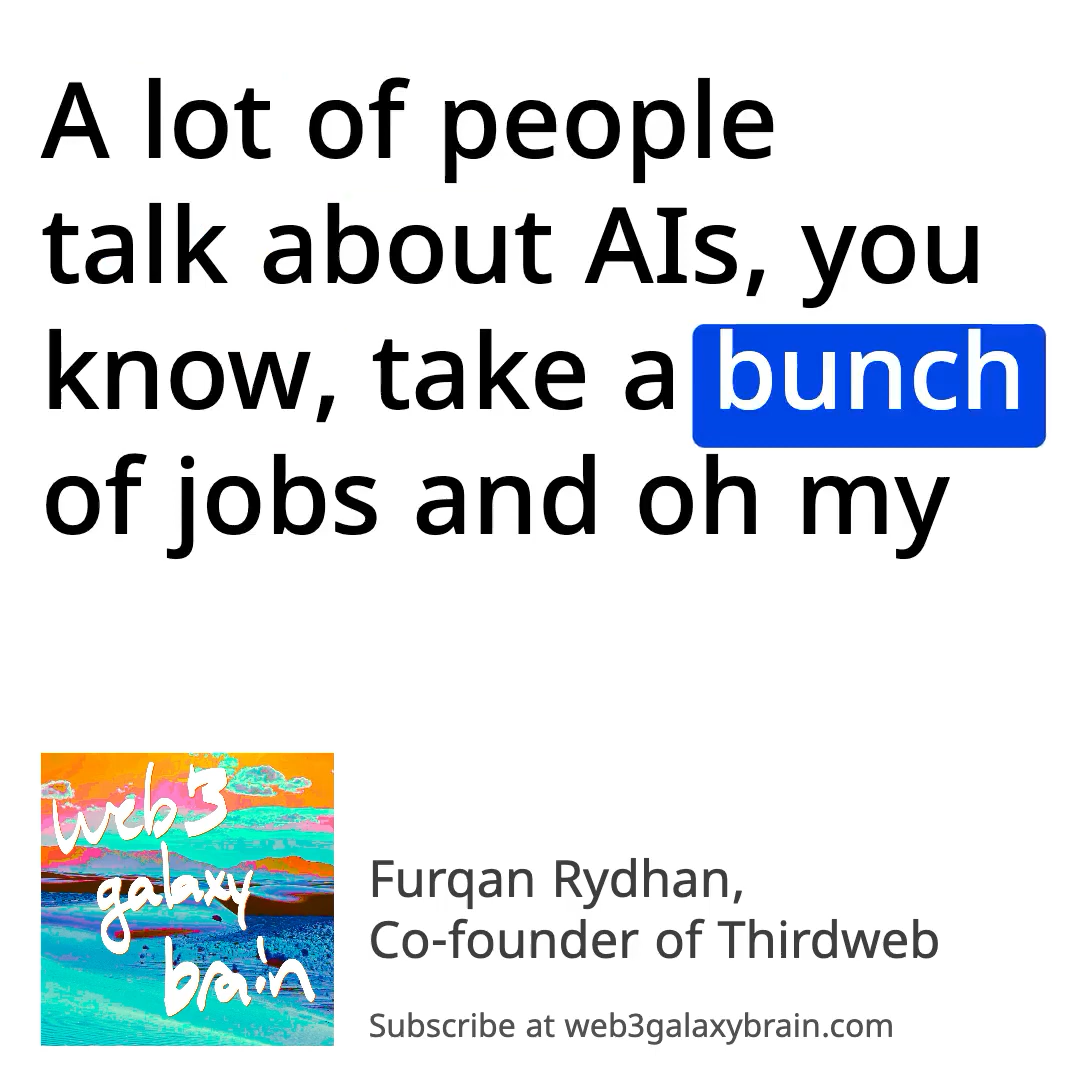 A lot of people
talk about AIs, you
know, take a bunch
of jobs and oh my
web3
galaxy
brain
Furqan Rydhan,
Co-founder of Thirdweb
Subscribe at web3galaxybrain.com